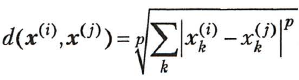 d(x^{(i)}, x^{(j)}) = \sqrt[p]{\sum_k |x_k^{(i)} - x_k^{(j)}|^p}